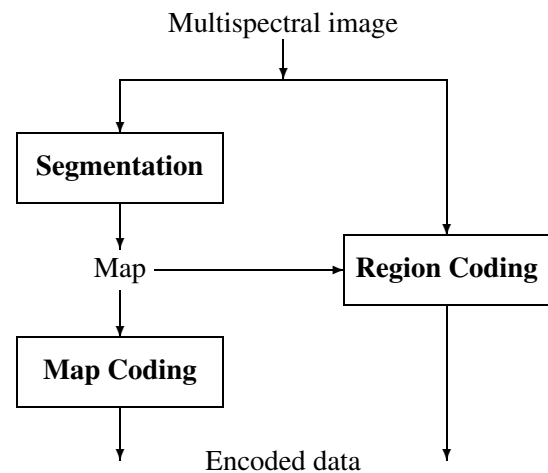 Multispectral image
Segmentation
Map
Region Coding
Map Coding
Encoded data